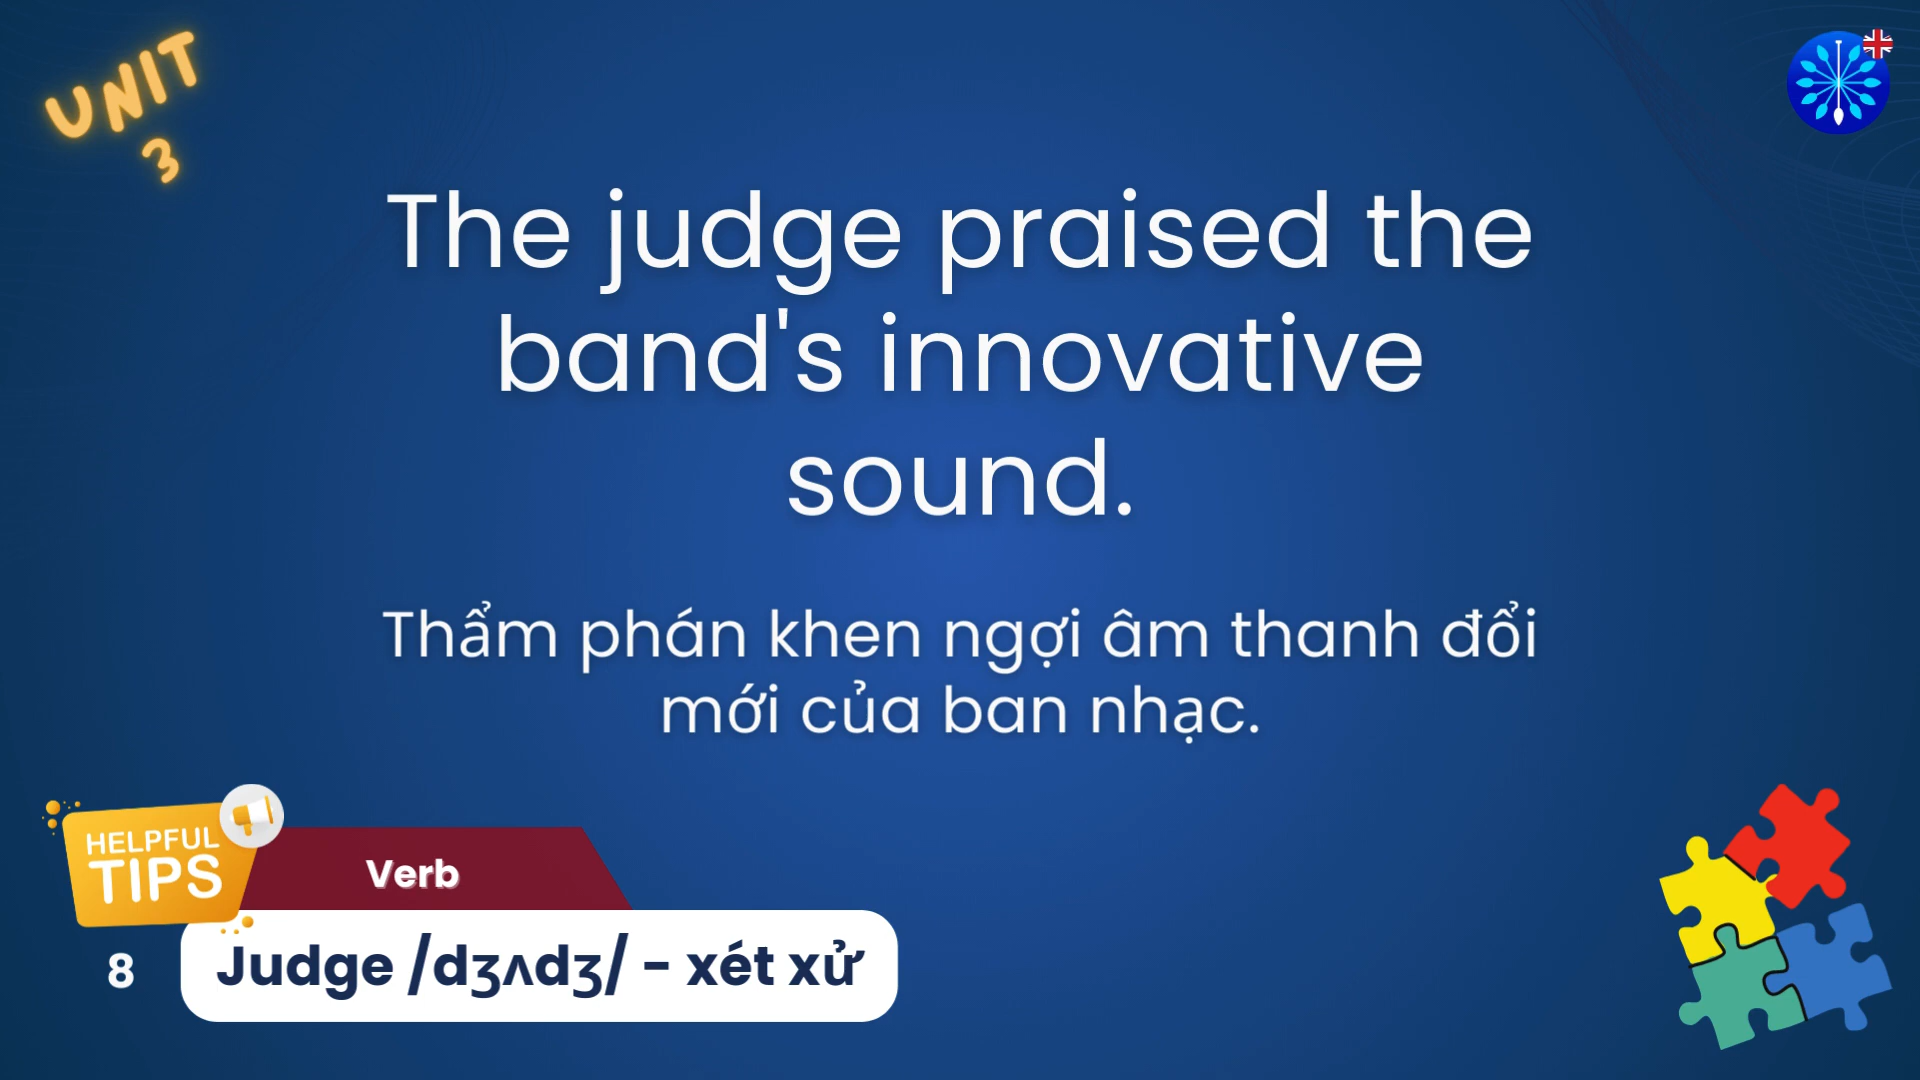 UNIT
3
The judge praised the
band's innovative
sound.
Thẩm phán khen ngợi âm thanh đổi
mới của ban nhạc.
HELPFUL
TIPS
Verb
8
Judge /dʒʌdʒ/ - xét xử